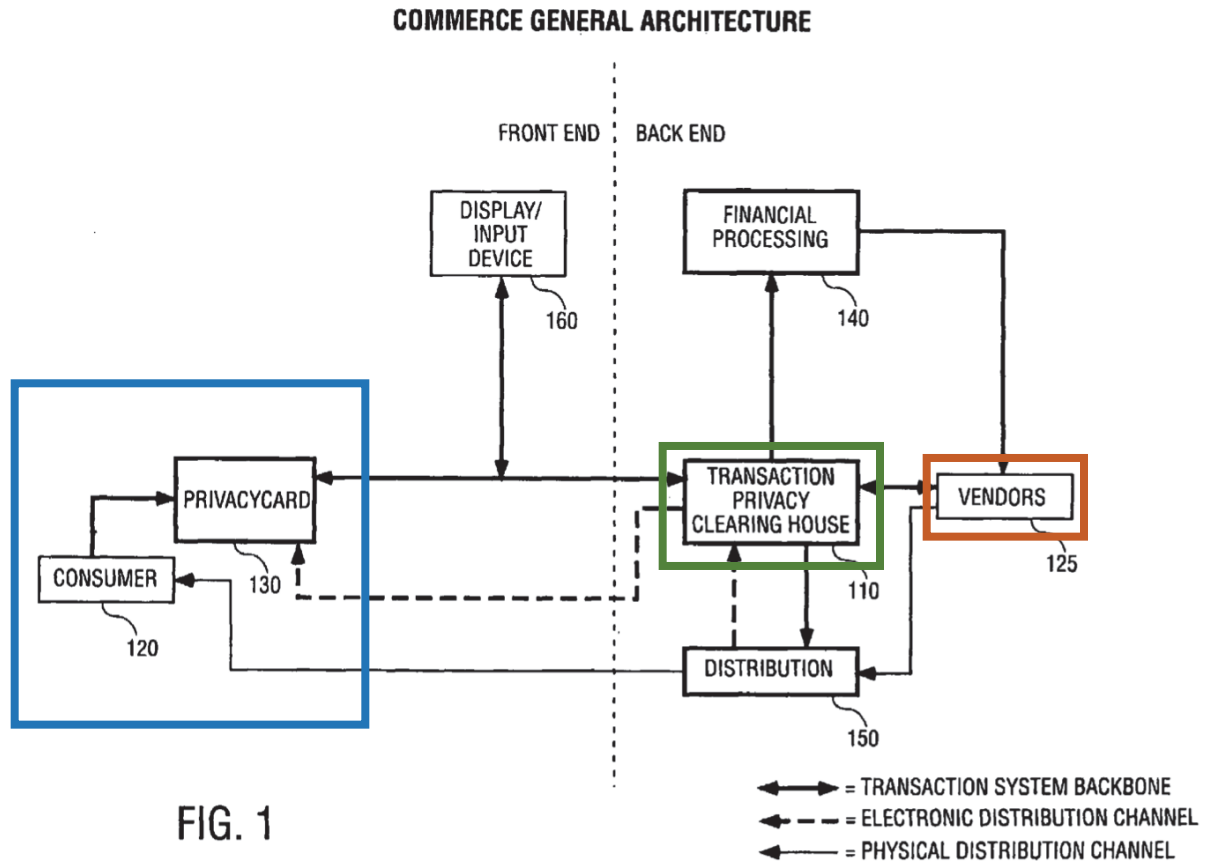 COMMERCE GENERAL ARCHITECTURE
FRONT END
BACK END
DISPLAY/
INPUT
DEVICE
160
FINANCIAL
PROCESSING
140
PRIVACYCARD
130
CONSUMER
120
TRANSACTION
PRIVACY
CLEARING HOUSE
110
VENDORS
125
DISTRIBUTION
150
= TRANSACTION SYSTEM BACKBONE
= ELECTRONIC DISTRIBUTION CHANNEL
= PHYSICAL DISTRIBUTION CHANNEL
FIG. 1